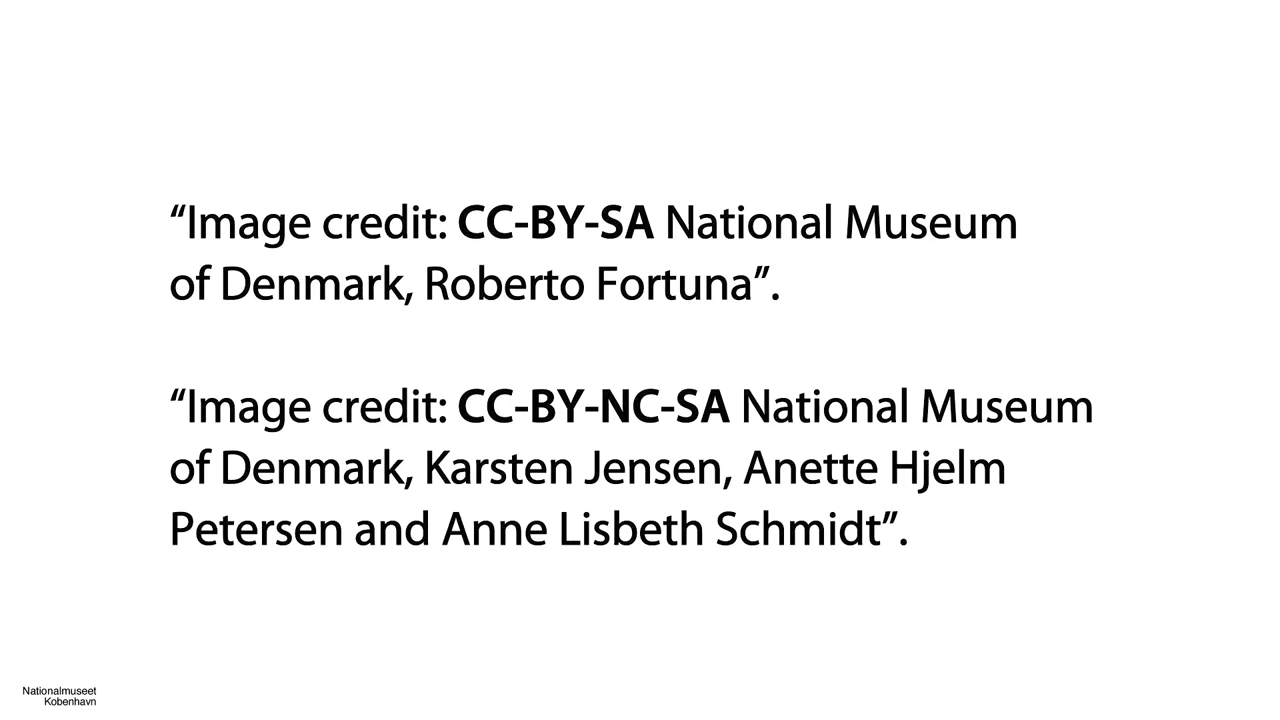 “Image credit: CC-BY-SA National Museum
of Denmark, Roberto Fortuna”.
“Image credit: CC-BY-NC-SA National Museum
of Denmark, Karsten Jensen, Anette Hjelm
Petersen and Anne Lisbeth Schmidt”.
Nationalmuseet
Kobenhavn